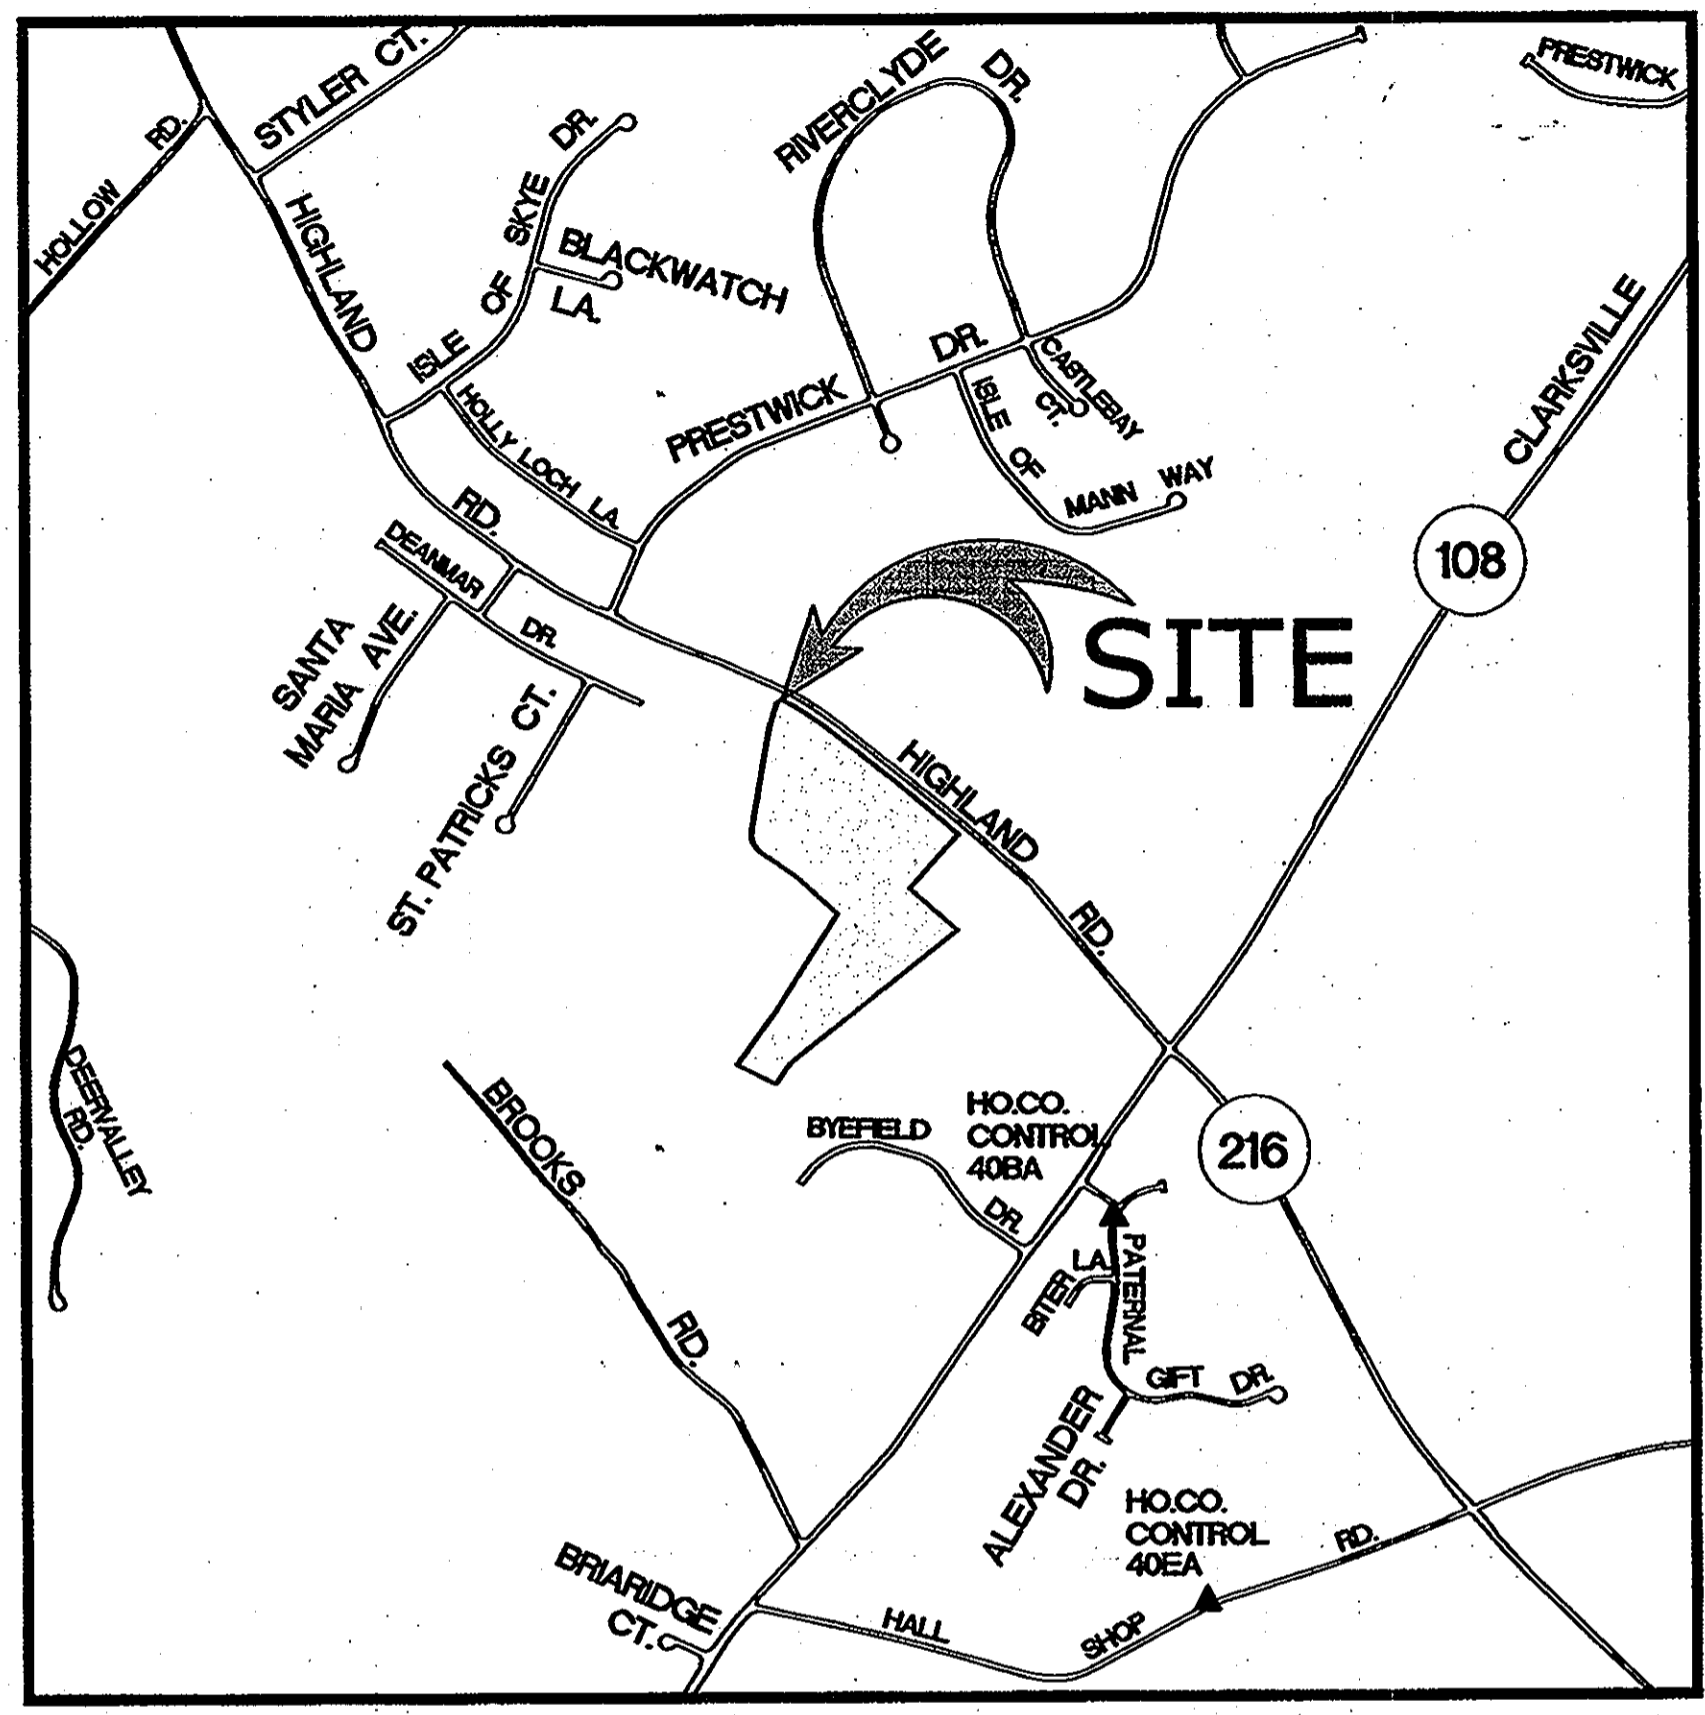 STYLER CT.
HOLLOW RD.
HIGHLAND RD.
ISLE OF SKYE DR.
BLACKWATCH
LA.
RIVERCLYDE DR.
PRESTWICK
PRESTWICK DR.
HOLLY LOCH LA.
CASTLEBAY
CT.
ISLE OF MANN WAY
CLARKSVILLE
108
DEANMAR DR.
SANTA
MARIA AVE.
ST. PATRICKS CT.
SITE
HIGHLAND RD.
DEERVALLEY
RD.
BROOKS RD.
BYEFIELD DR.
HO.CO.
CONTROL
40BA
216
BITER LA.
PATERNAL GIFT DR.
ALEXANDER
DR.
HO.CO.
CONTROL
40EA
BRIARIDGE
CT.
HALL SHOP RD.